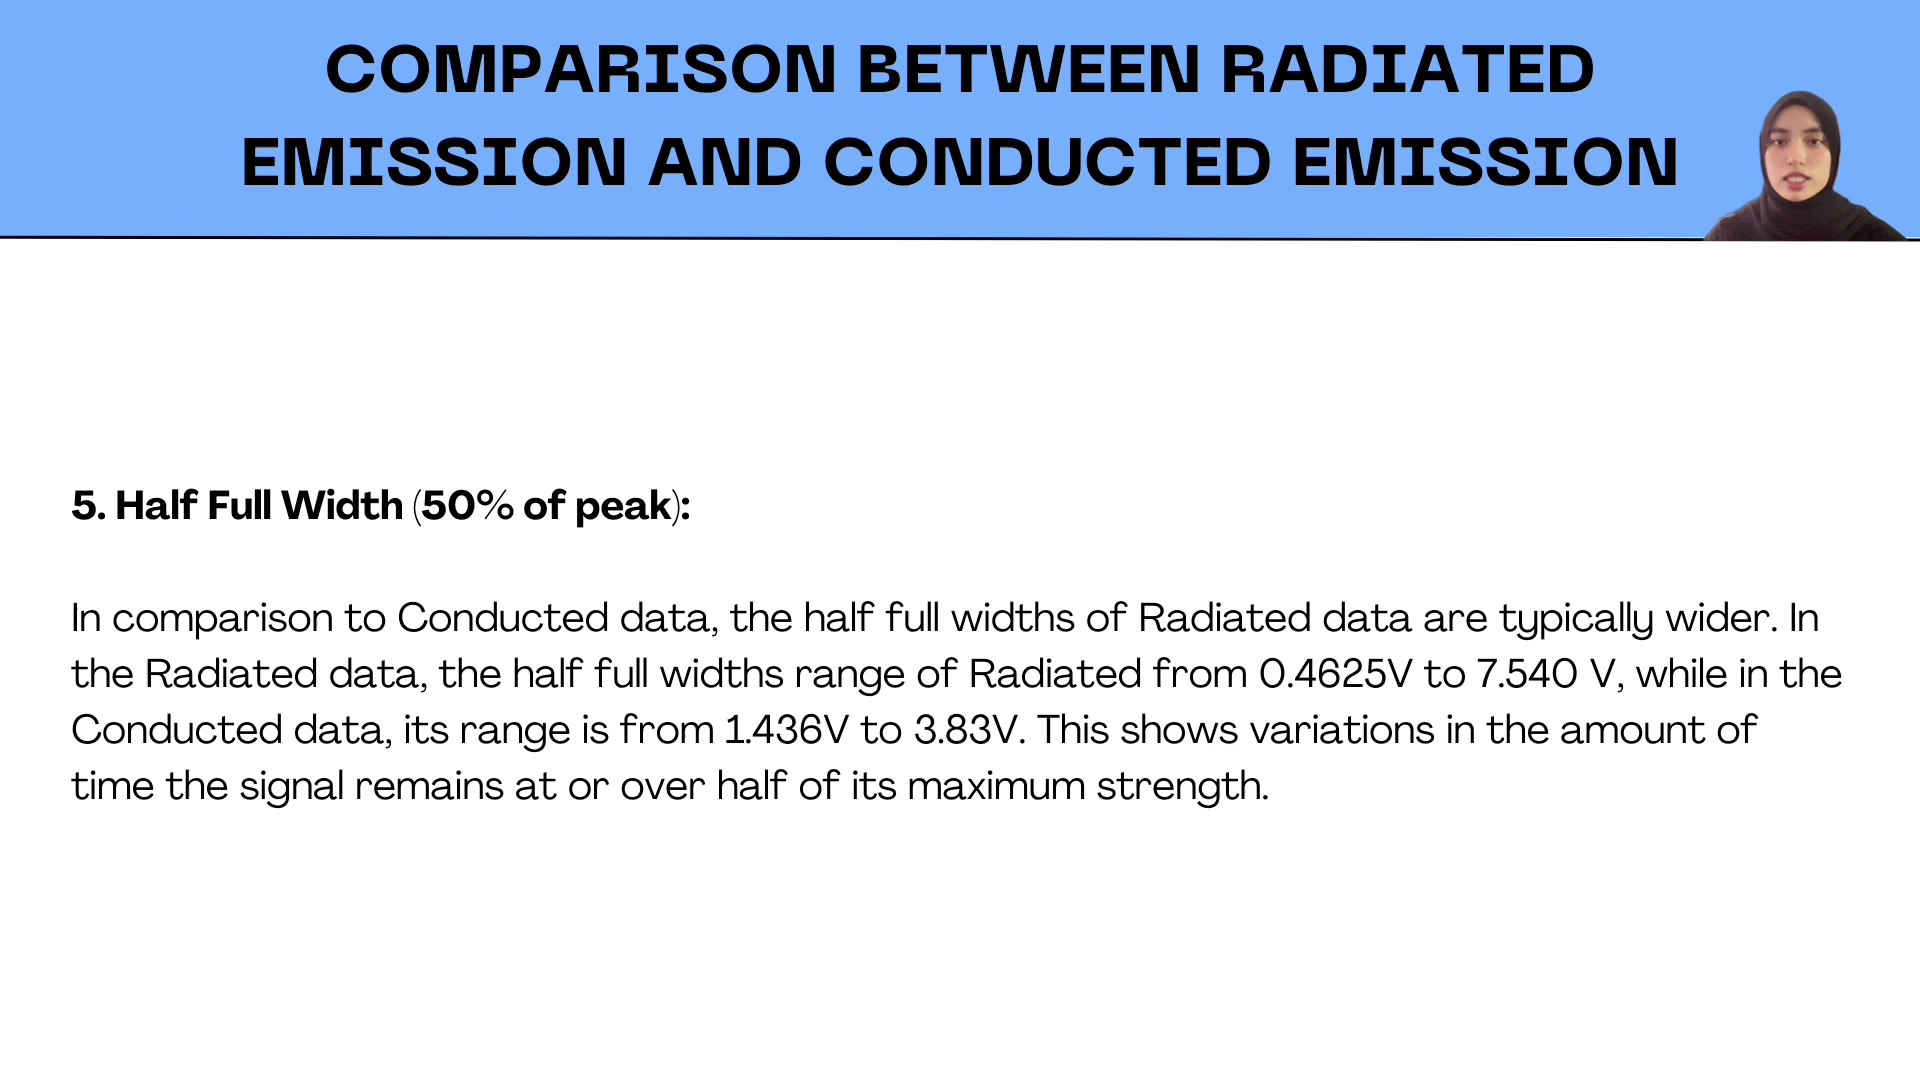 COMPARISON BETWEEN RADIATED
EMISSION AND CONDUCTED EMISSION
5. Half Full Width (50% of peak):
In comparison to Conducted data, the half full widths of Radiated data are typically wider. In
the Radiated data, the half full widths range of Radiated from 0.4625V to 7.540 V, while in the
Conducted data, its range is from 1.436V to 3.83V. This shows variations in the amount of
time the signal remains at or over half of its maximum strength.